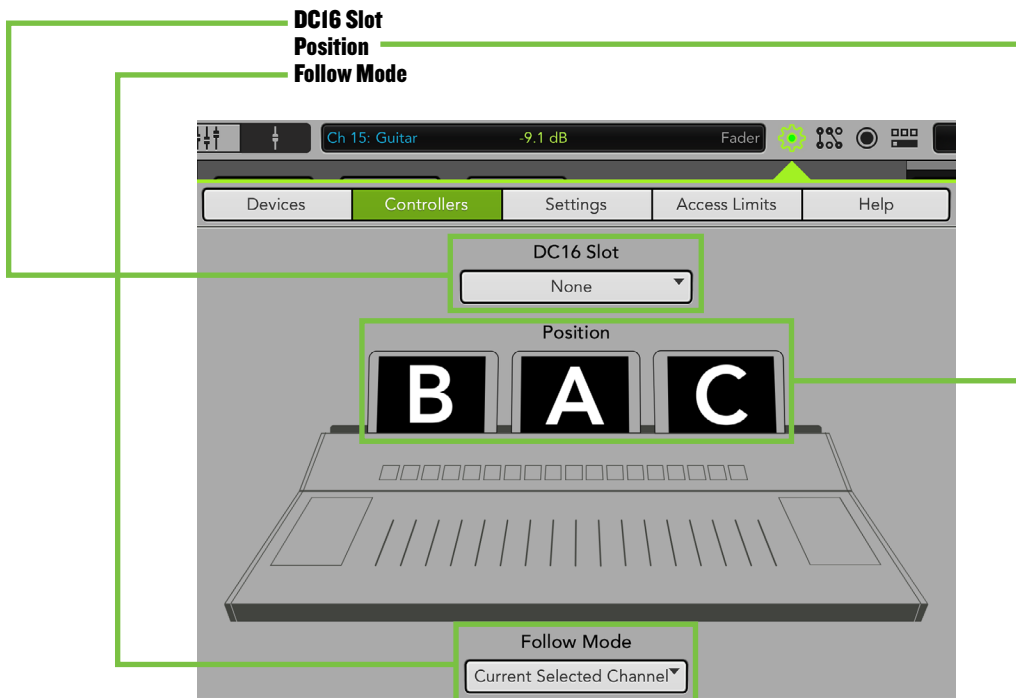 DC16 Slot
Position
Follow Mode
Ch 15: Guitar -9.1 dB Fader
Devices Controllers Settings Access Limits Help
DC16 Slot
None
Position
B A C
Follow Mode
Current Selected Channel